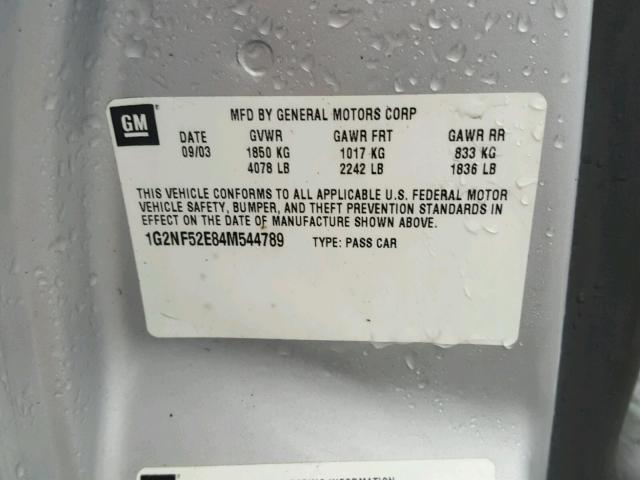 GM
MFD BY GENERAL MOTORS CORP
DATE GVWR GAWR FRT GAWR RR
09/03 1850 KG 1017 KG 833 KG
4078 LB 2242 LB 1836 LB
THIS VEHICLE CONFORMS TO ALL APPLICABLE U.S. FEDERAL MOTOR
VEHICLE SAFETY, BUMPER, AND THEFT PREVENTION STANDARDS IN
EFFECT ON THE DATE OF MANUFACTURE SHOWN ABOVE.
1G2NF52E84M544789 TYPE: PASS CAR
INFORMATION